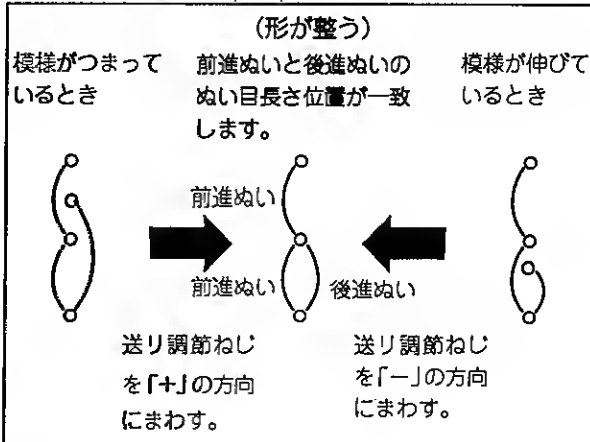 (形が整う)
模様がつまって
いるとき
前進ぬいと後進ぬいの
ぬい目長さ位置が一致
します。
模様が伸びて
いるとき
前進ぬい
前進ぬい
後進ぬい
送り調節ねじ
を「+」の方向
にまわす。
送り調節ねじ
を「−」の方向
にまわす。